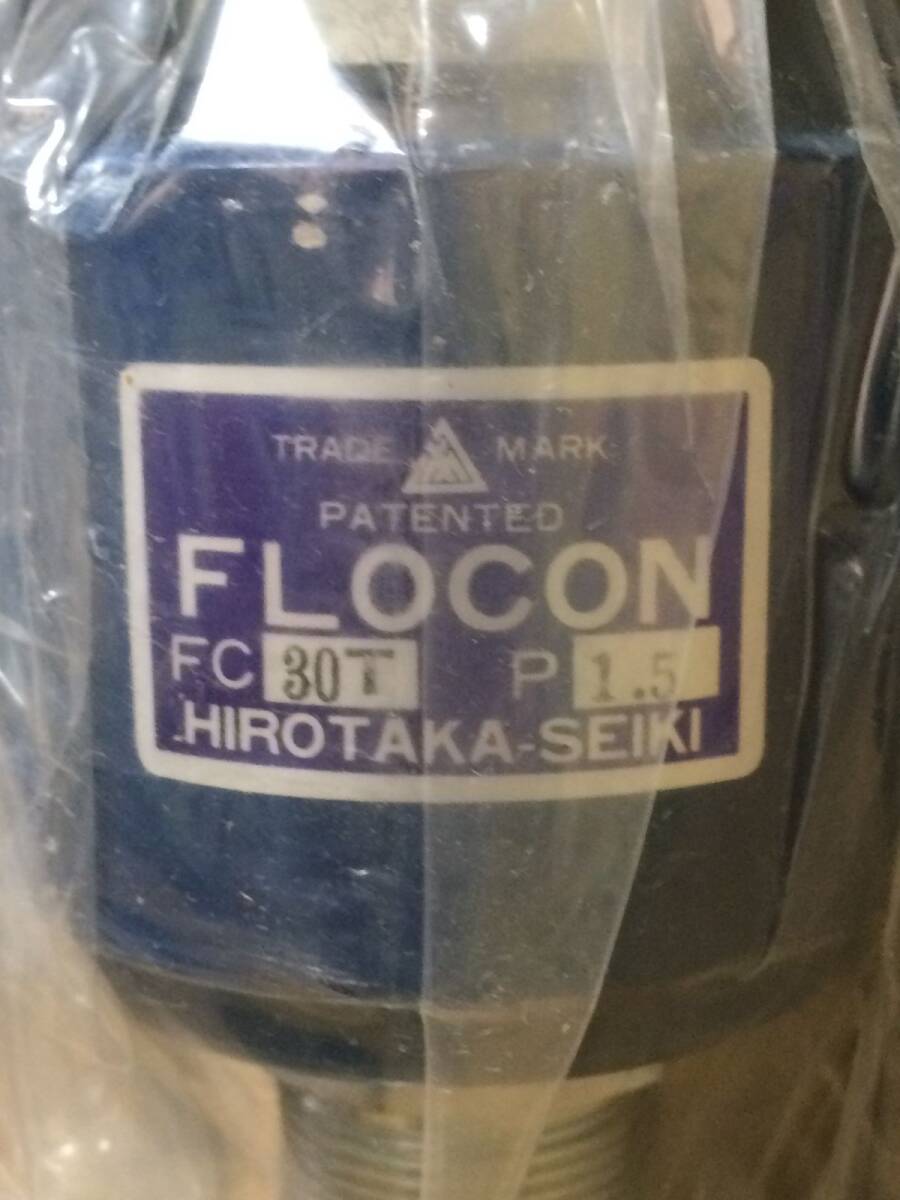 TRADE MARK
PATENTED
FLOCON
FC 30T P 1.5
HIROTAKA-SEIKI